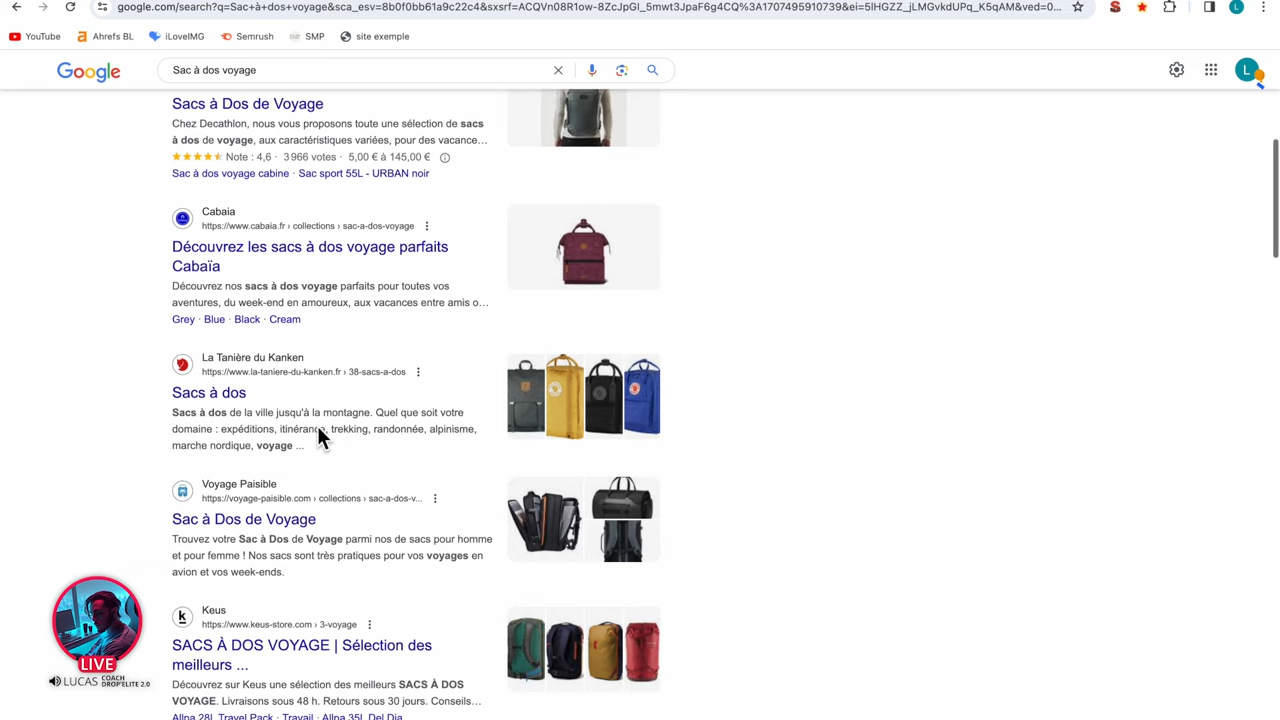 google.com/search?q=Sac+à+dos+voyage&sca_esv=8b0f0bb61a9c22c4&sxsrf=ACQVn08R1ow-8ZcJpGI_5mwt3JpaF6g4CQ%3A1707495910739&ei=5lHGZZ_jLMGvkdUPq_K5qAM&ved=0...
YouTube
Ahrefs BL
iLoveIMG
Semrush
SMP
site exemple
Google
Sac à dos voyage
L
Sacs à Dos de Voyage
Chez Decathlon, nous vous proposons toute une sélection de sacs
à dos de voyage, aux caractéristiques variées, pour des vacance...
Note : 4,6 · 3 966 votes · 5,00 € à 145,00 €
Sac à dos voyage cabine · Sac sport 55L - URBAN noir
Cabaia
https://www.cabaia.fr › collections › sac-a-dos-voyage
Découvrez les sacs à dos voyage parfaits
Cabaïa
Découvrez nos sacs à dos voyage parfaits pour toutes vos
aventures, du week-end en amoureux, aux vacances entre amis o...
Grey · Blue · Black · Cream
La Tanière du Kanken
https://www.la-taniere-du-kanken.fr › 38-sacs-a-dos
Sacs à dos
Sacs à dos de la ville jusqu'à la montagne. Quel que soit votre
domaine : expéditions, itinérance, trekking, randonnée, alpinisme,
marche nordique, voyage ...
Voyage Paisible
https://voyage-paisible.com › collections › sac-a-dos-v...
Sac à Dos de Voyage
Trouvez votre Sac à Dos de Voyage parmi nos de sacs pour homme
et pour femme ! Nos sacs sont très pratiques pour vos voyages en
avion et vos week-ends.
k
Keus
https://www.keus-store.com › 3-voyage
SACS À DOS VOYAGE | Sélection des
meilleurs ...
Découvrez sur Keus une sélection des meilleurs SACS À DOS
VOYAGE. Livraisons sous 48 h. Retours sous 30 jours. Conseils...
Allpa 28L Travel Pack · Travail · Allpa 35L Del Dia
LIVE
LUCAS COACH DROP'ELITE 2.0